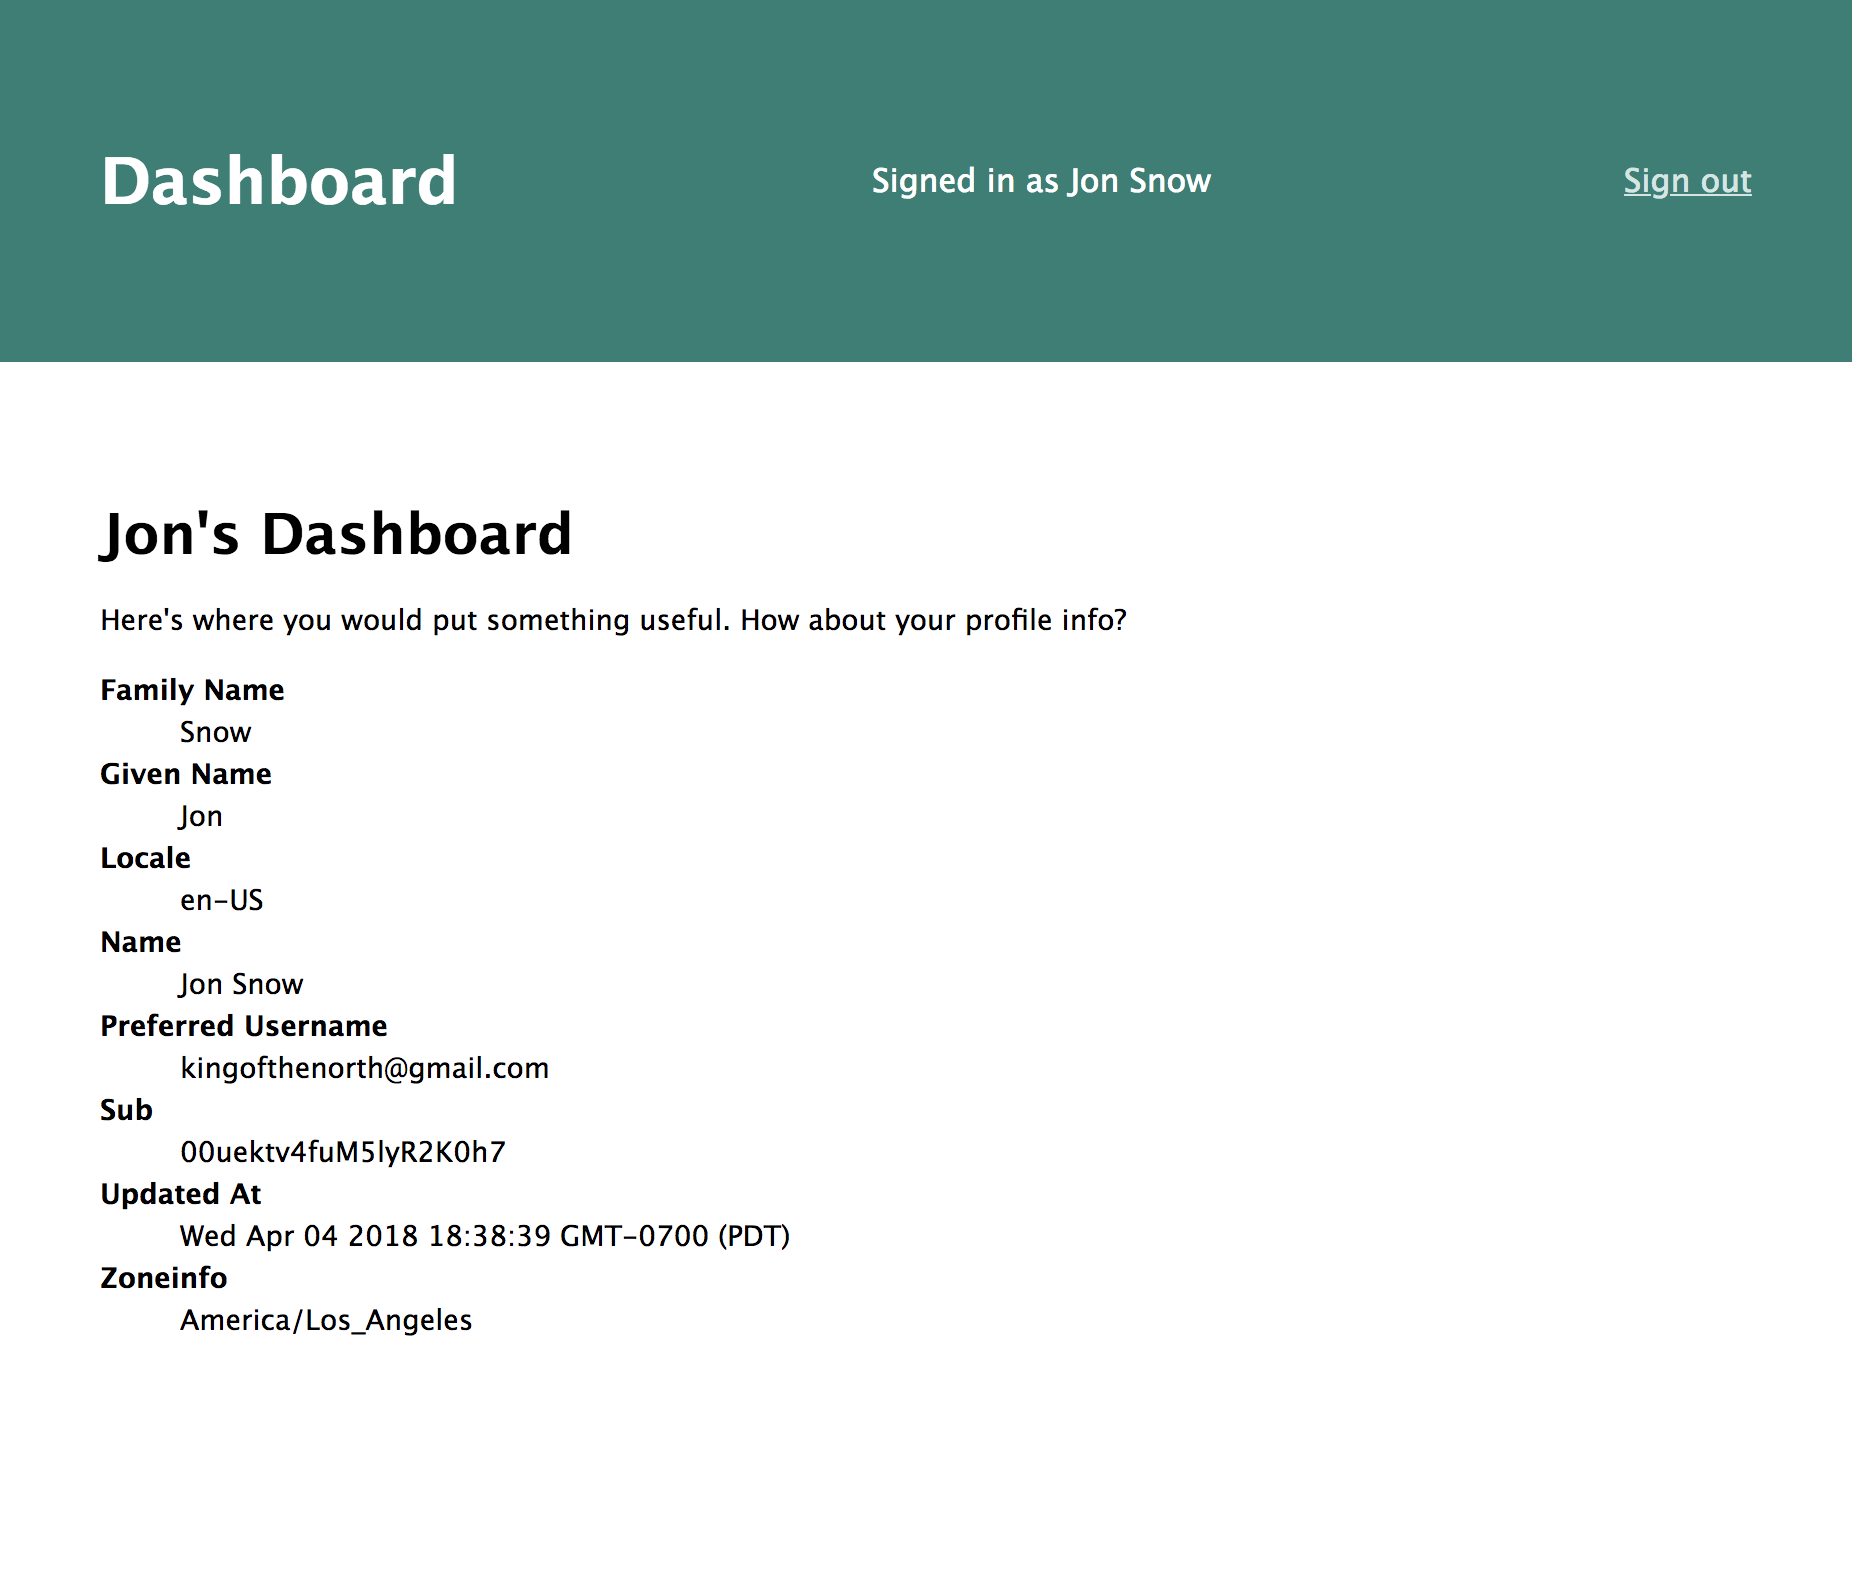 Dashboard
Signed in as Jon Snow
Sign out
Jon's Dashboard
Here's where you would put something useful. How about your profile info?
Family Name
Snow
Given Name
Jon
Locale
en-US
Name
Jon Snow
Preferred Username
kingofthenorth@gmail.com
Sub
00uektv4fuM5lyR2K0h7
Updated At
Wed Apr 04 2018 18:38:39 GMT-0700 (PDT)
Zoneinfo
America/Los_Angeles